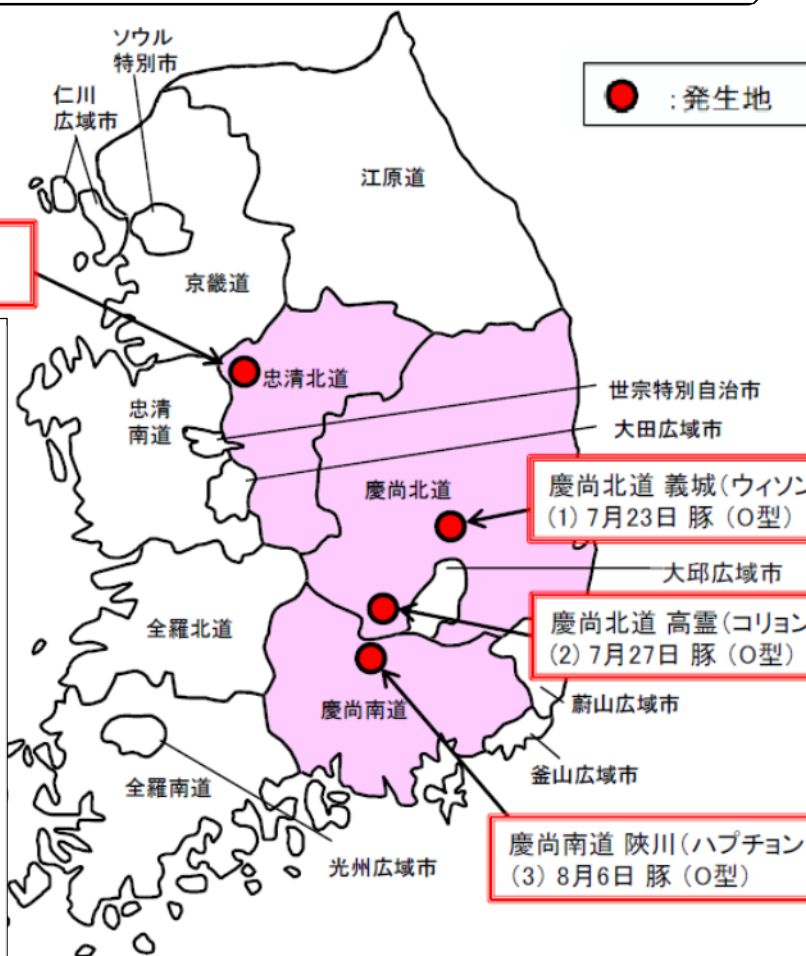 ソウル
特別市
仁川
広域市
:発生地
江原道
京畿道
忠清北道
忠清
南道
世宗特別自治市
大田広域市
慶尚北道
慶尚北道 義城(ウィソン
(1) 7月23日 豚 (O型)
大邱広域市
慶尚北道 高霊(コリョン
(2) 7月27日 豚 (O型)
全羅北道
慶尚南道
蔚山広域市
釜山広域市
全羅南道
慶尚南道 陜川(ハプチョン
(3) 8月6日 豚 (O型)
光州広域市